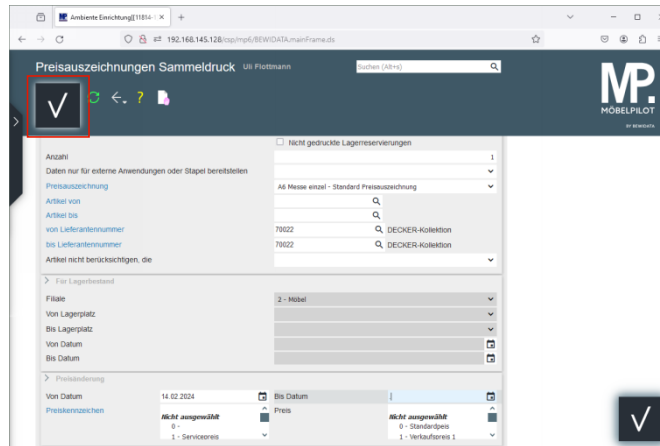 Ambiente Einrichtung[[11814-1
192.168.145.128/csp/mp6/BEWIDATA.mainFrame.cls
Preisauszeichnungen Sammeldruck Uli Flottmann
Suchen (Alt+s)
MP.
MÖBELPILOT
BY BEWIDATA
Nicht gedruckte Lagerreservierungen
Anzahl 1
Daten nur für externe Anwendungen oder Stapel bereitstellen
Preisauszeichnung A6 Messe einzel - Standard Preisauszeichnung
Artikel von
Artikel bis
von Lieferantennummer 70022 DECKER-Kollektion
bis Lieferantennummer 70022 DECKER-Kollektion
Artikel nicht berücksichtigen, die
Für Lagerbestand
Filiale 2 - Möbel
Von Lagerplatz
Bis Lagerplatz
Von Datum
Bis Datum
Preisänderung
Von Datum 14.02.2024 Bis Datum
Preiskennzeichen Nicht ausgewählt Preis Nicht ausgewählt
0 - 0 - Standardpeis
1 - Servicepreis 1 - Verkaufspreis 1